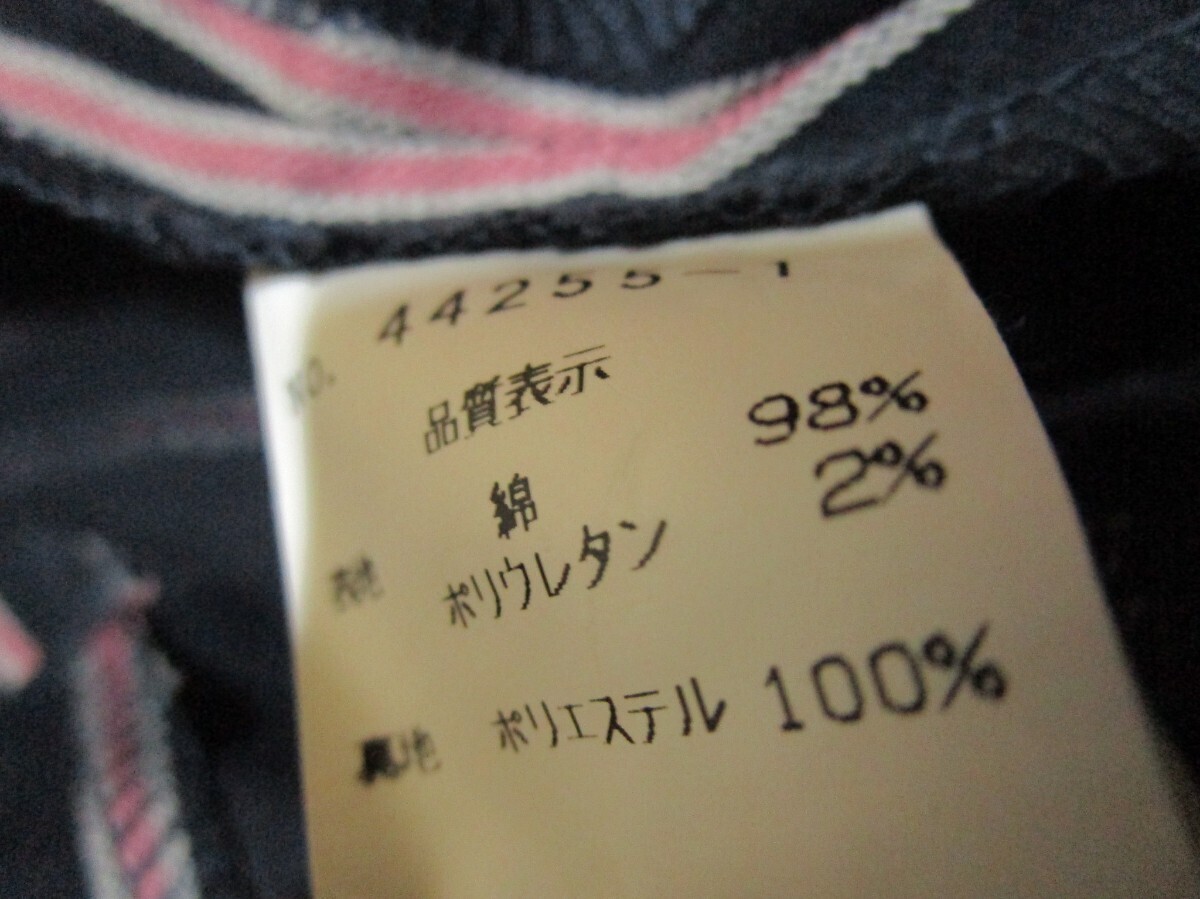 NO. 44255-1
品質表示
表地 綿 98%
ポリウレタン 2%
裏地 ポリエステル 100%